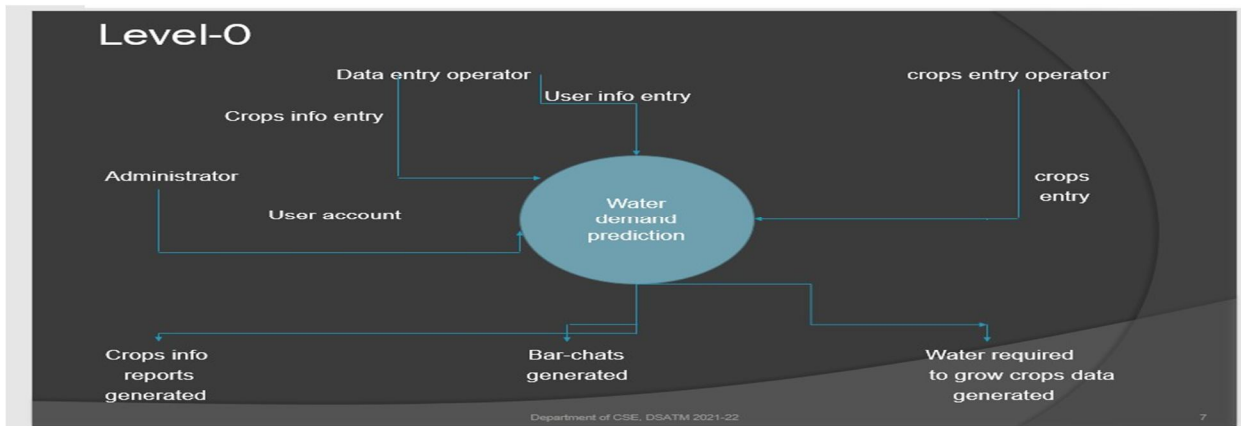 Level-0
Data entry operator
crops entry operator
User info entry
Crops info entry
Administrator
crops
entry
User account
Water
demand
prediction
Crops info
reports
generated
Bar-chats
generated
Water required
to grow crops data
generated
Department of CSE, DSATM 2021-22
7